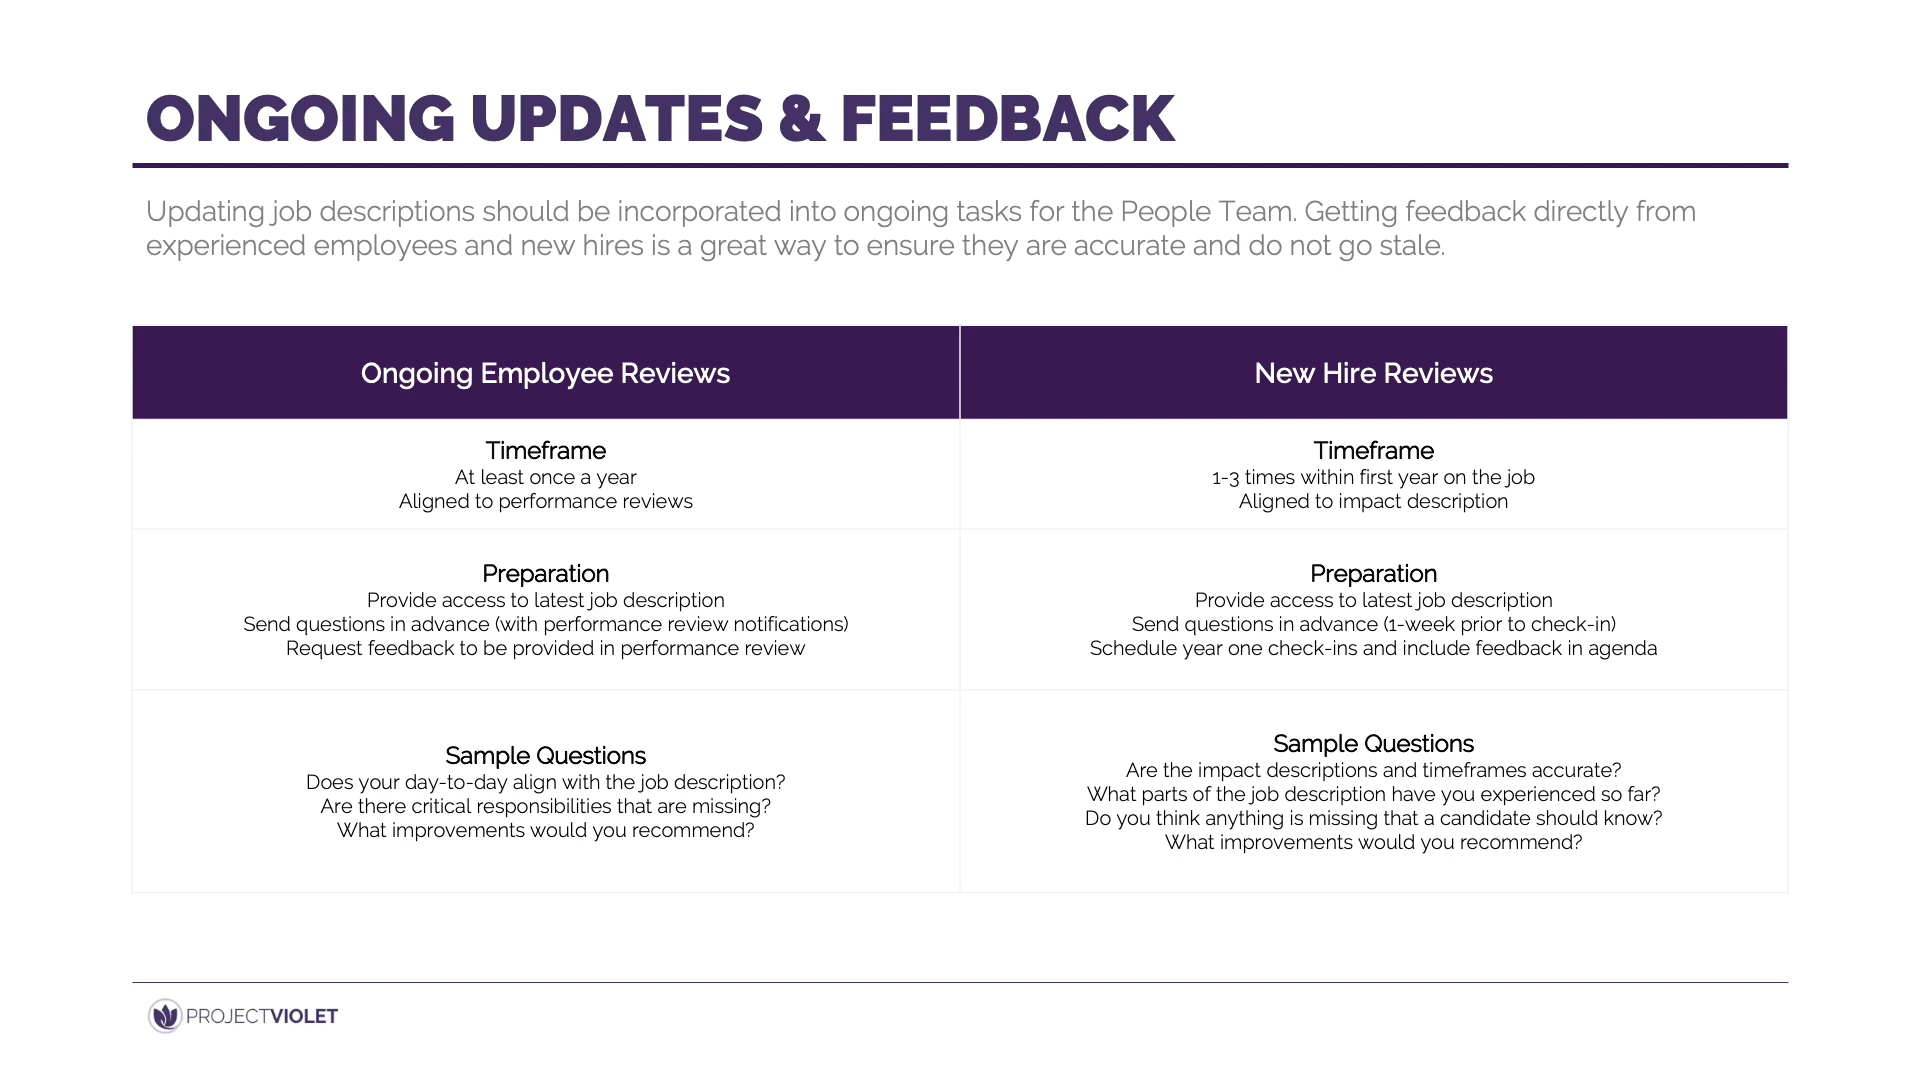 ONGOING UPDATES & FEEDBACK
Updating job descriptions should be incorporated into ongoing tasks for the People Team. Getting feedback directly from
experienced employees and new hires is a great way to ensure they are accurate and do not go stale.
Ongoing Employee Reviews
New Hire Reviews
Timeframe
At least once a year
Aligned to performance reviews
Timeframe
1-3 times within first year on the job
Aligned to impact description
Preparation
Provide access to latest job description
Send questions in advance (with performance review notifications)
Request feedback to be provided in performance review
Preparation
Provide access to latest job description
Send questions in advance (1-week prior to check-in)
Schedule year one check-ins and include feedback in agenda
Sample Questions
Does your day-to-day align with the job description?
Are there critical responsibilities that are missing?
What improvements would you recommend?
Sample Questions
Are the impact descriptions and timeframes accurate?
What parts of the job description have you experienced so far?
Do you think anything is missing that a candidate should know?
What improvements would you recommend?
PROJECTVIOLET